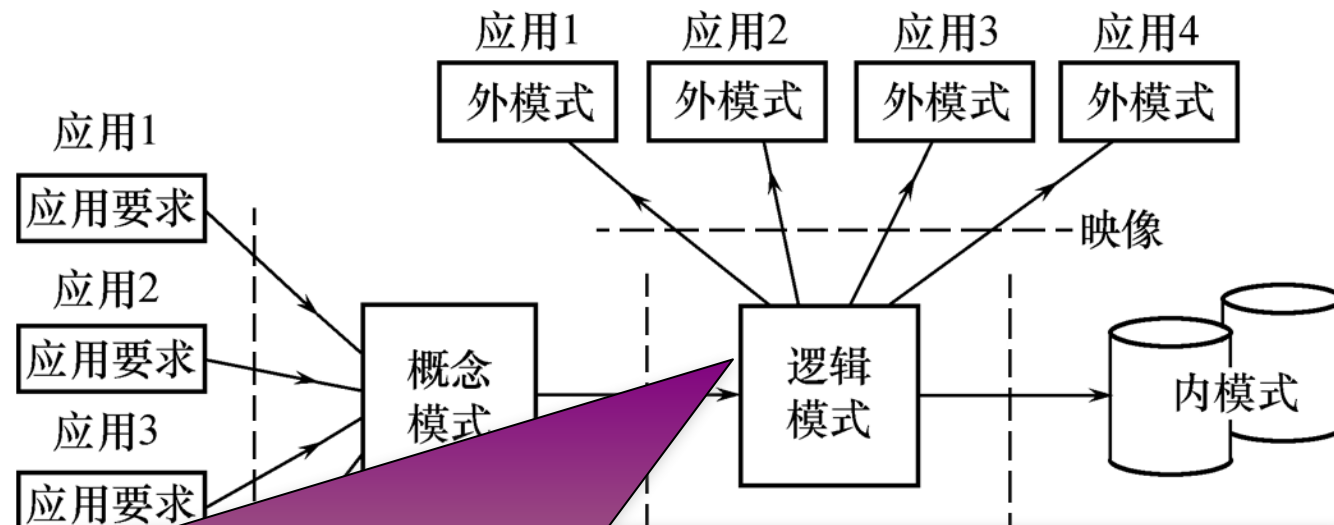 应用1 应用2 应用3 应用4
外模式 外模式 外模式 外模式
应用1
应用要求
映像
应用2
应用要求
概念
模式
逻辑
模式
内模式
应用3
应用要求